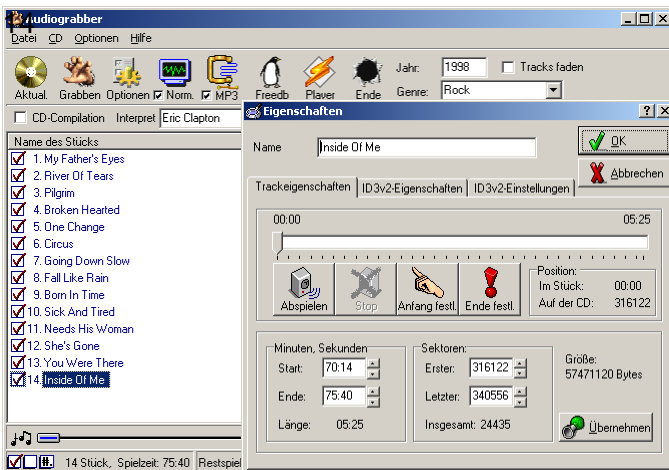 14
Audiograbber
Datei CD Optionen Hilfe
Aktual. Grabben Optionen Norm. MP3 Freedb Player Ende
Jahr: 1998 Tracks faden
Genre: Rock
CD-Compilation Interpret Eric Clapton
Name des Stücks
1. My Father's Eyes
2. River Of Tears
3. Pilgrim
4. Broken Hearted
5. One Change
6. Circus
7. Going Down Slow
8. Fall Like Rain
9. Born In Time
10. Sick And Tired
11. Needs His Woman
12. She's Gone
13. You Were There
14. Inside Of Me
14 Stück, Spielzeit: 75:40 Restspiel
Eigenschaften
Name Inside Of Me
OK
Abbrechen
Trackeigenschaften ID3v2-Eigenschaften ID3v2-Einstellungen
00:00 05:25
Abspielen Stop Anfang festl. Ende festl.
Position:
Im Stück: 00:00
Auf der CD: 316122
Minuten, Sekunden
Start: 70:14
Ende: 75:40
Länge: 05:25
Sektoren:
Erster: 316122
Letzter: 340556
Insgesamt: 24435
Größe:
57471120 Bytes
Übernehmen